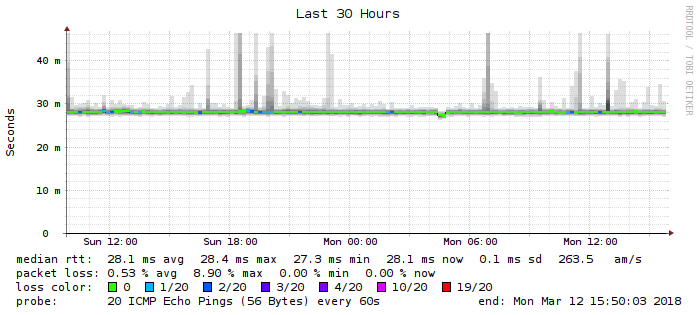 Last 30 Hours
RRDTOOL / TOBI OETIKER
Seconds
40 m
30 m
20 m
10 m
0
Sun 12:00 Sun 18:00 Mon 00:00 Mon 06:00 Mon 12:00
median rtt: 28.1 ms avg 28.4 ms max 27.3 ms min 28.1 ms now 0.1 ms sd 263.5 am/s
packet loss: 0.53 % avg 8.90 % max 0.00 % min 0.00 % now
loss color: 0 1/20 2/20 3/20 4/20 10/20 19/20
probe: 20 ICMP Echo Pings (56 Bytes) every 60s end: Mon Mar 12 15:50:03 2018